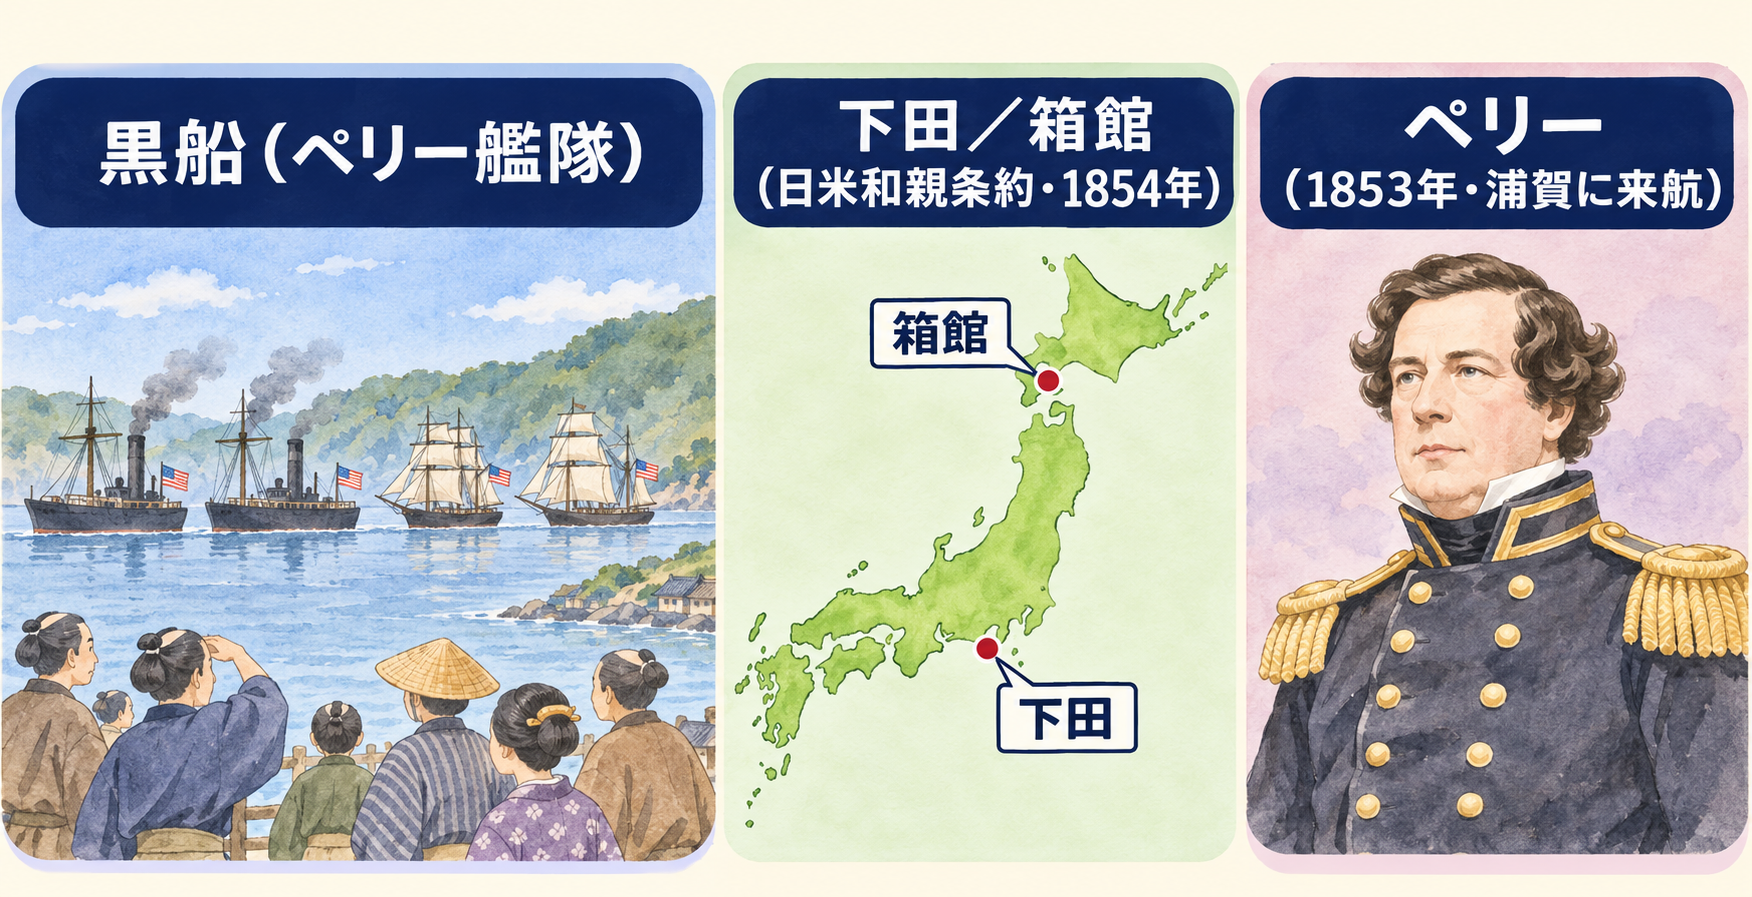 黒船（ペリー艦隊）
下田／箱館
（日米和親条約・1854年）
箱館
下田
ペリー
（1853年・浦賀に来航）